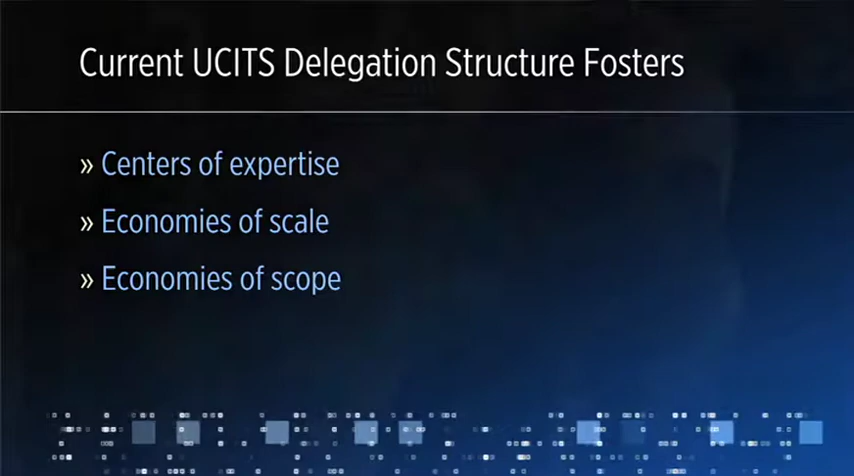 Current UCITS Delegation Structure Fosters
» Centers of expertise
» Economies of scale
» Economies of scope